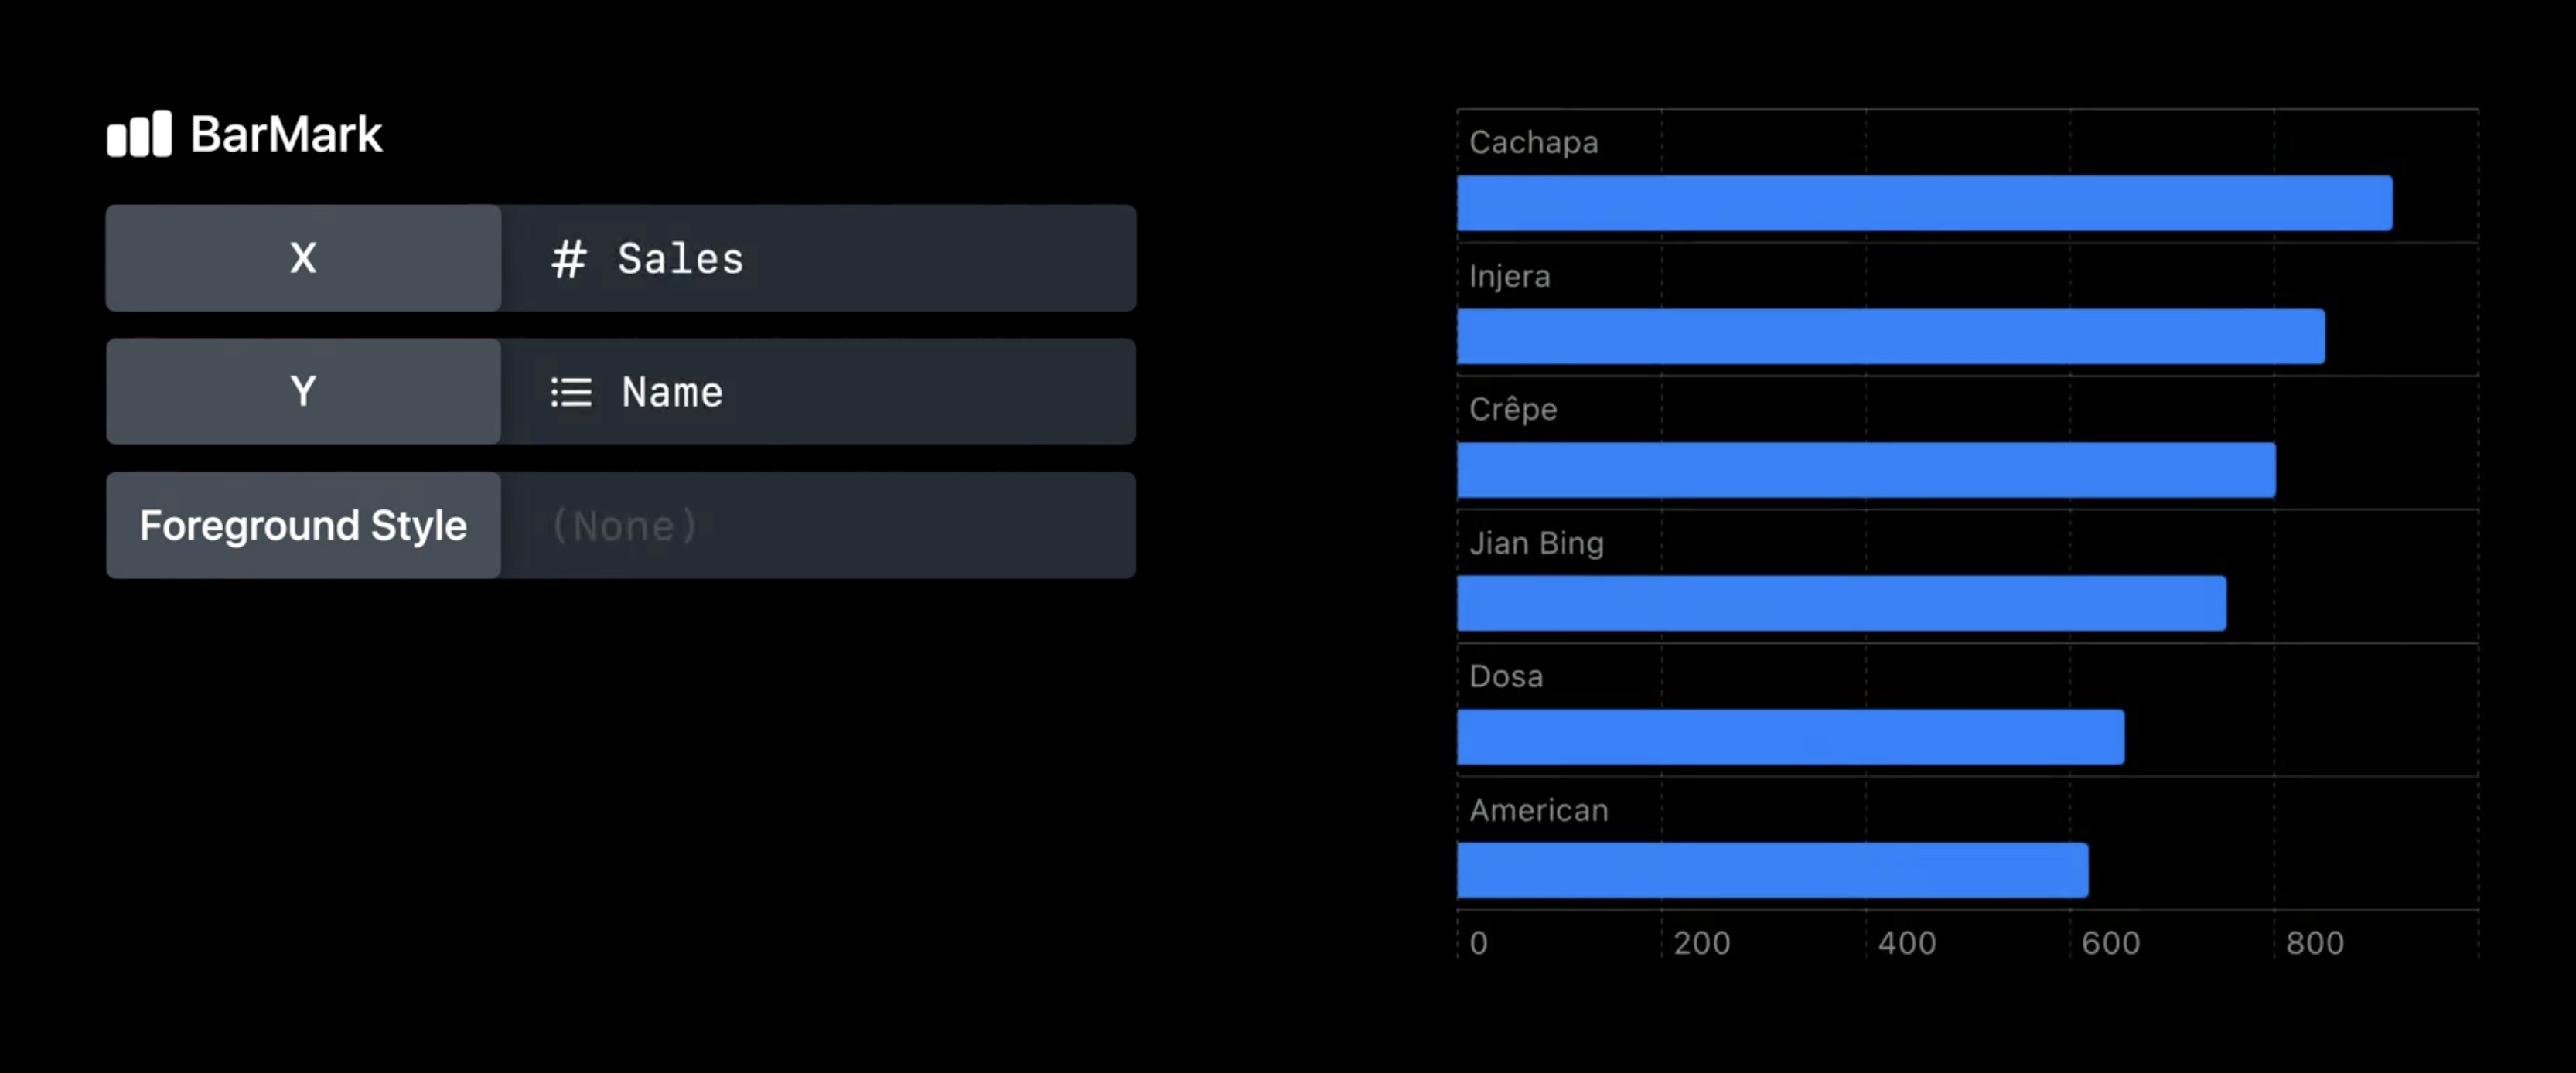 BarMark
X
# Sales
Y
Name
Foreground Style
(None)
Cachapa
Injera
Crêpe
Jian Bing
Dosa
American
0 200 400 600 800